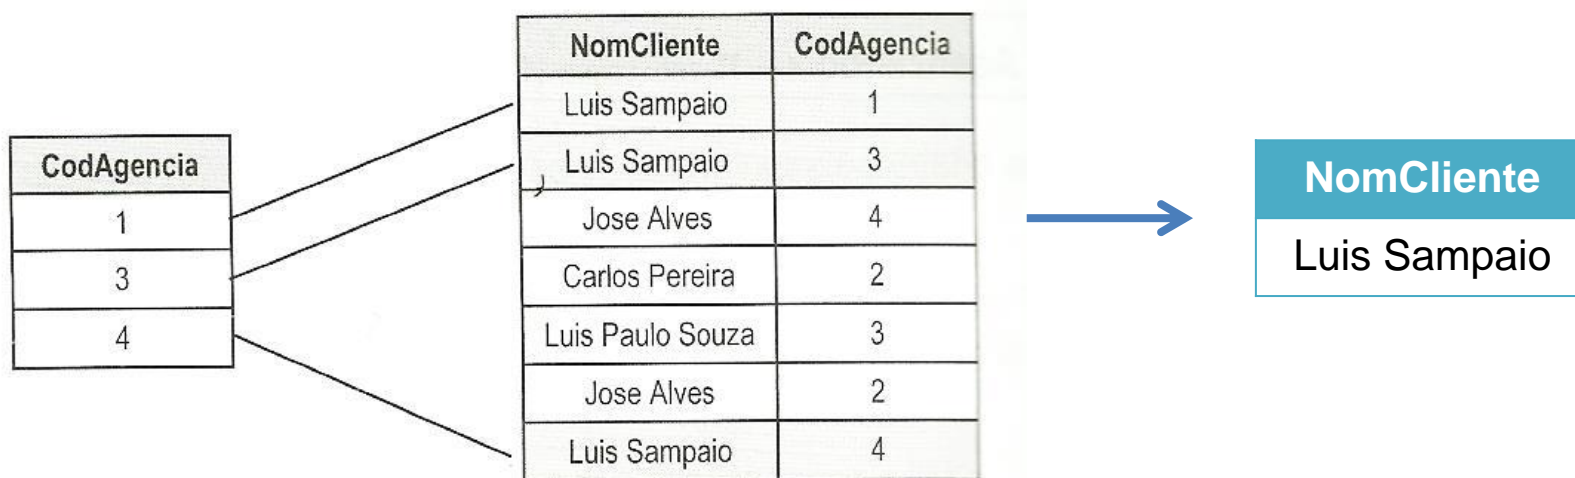 CodAgencia
1
3
4
NomCliente CodAgencia
Luis Sampaio 1
Luis Sampaio 3
Jose Alves 4
Carlos Pereira 2
Luis Paulo Souza 3
Jose Alves 2
Luis Sampaio 4
NomCliente
Luis Sampaio